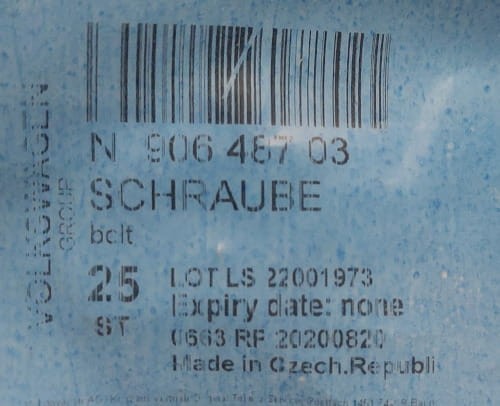 VOLKSWAGEN
GROUP
N 906 487 03
SCHRAUBE
bolt
25
ST
LOT LS 22001973
Expiry date: none
0663 RF 20200820
Made in Czech.Republi